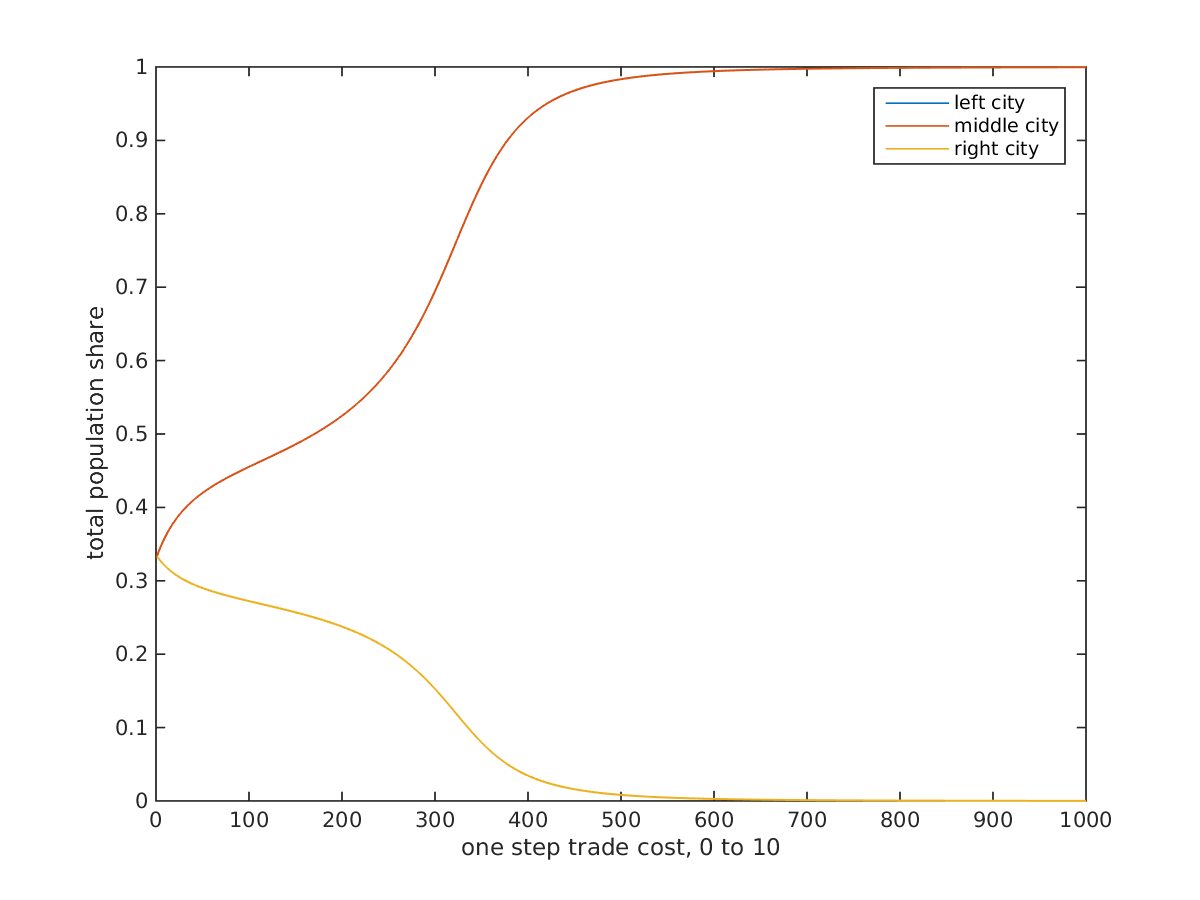 1
0.9
0.8
0.7
0.6
0.5
0.4
0.3
0.2
0.1
0
total population share
left city
middle city
right city
0 100 200 300 400 500 600 700 800 900 1000
one step trade cost, 0 to 10